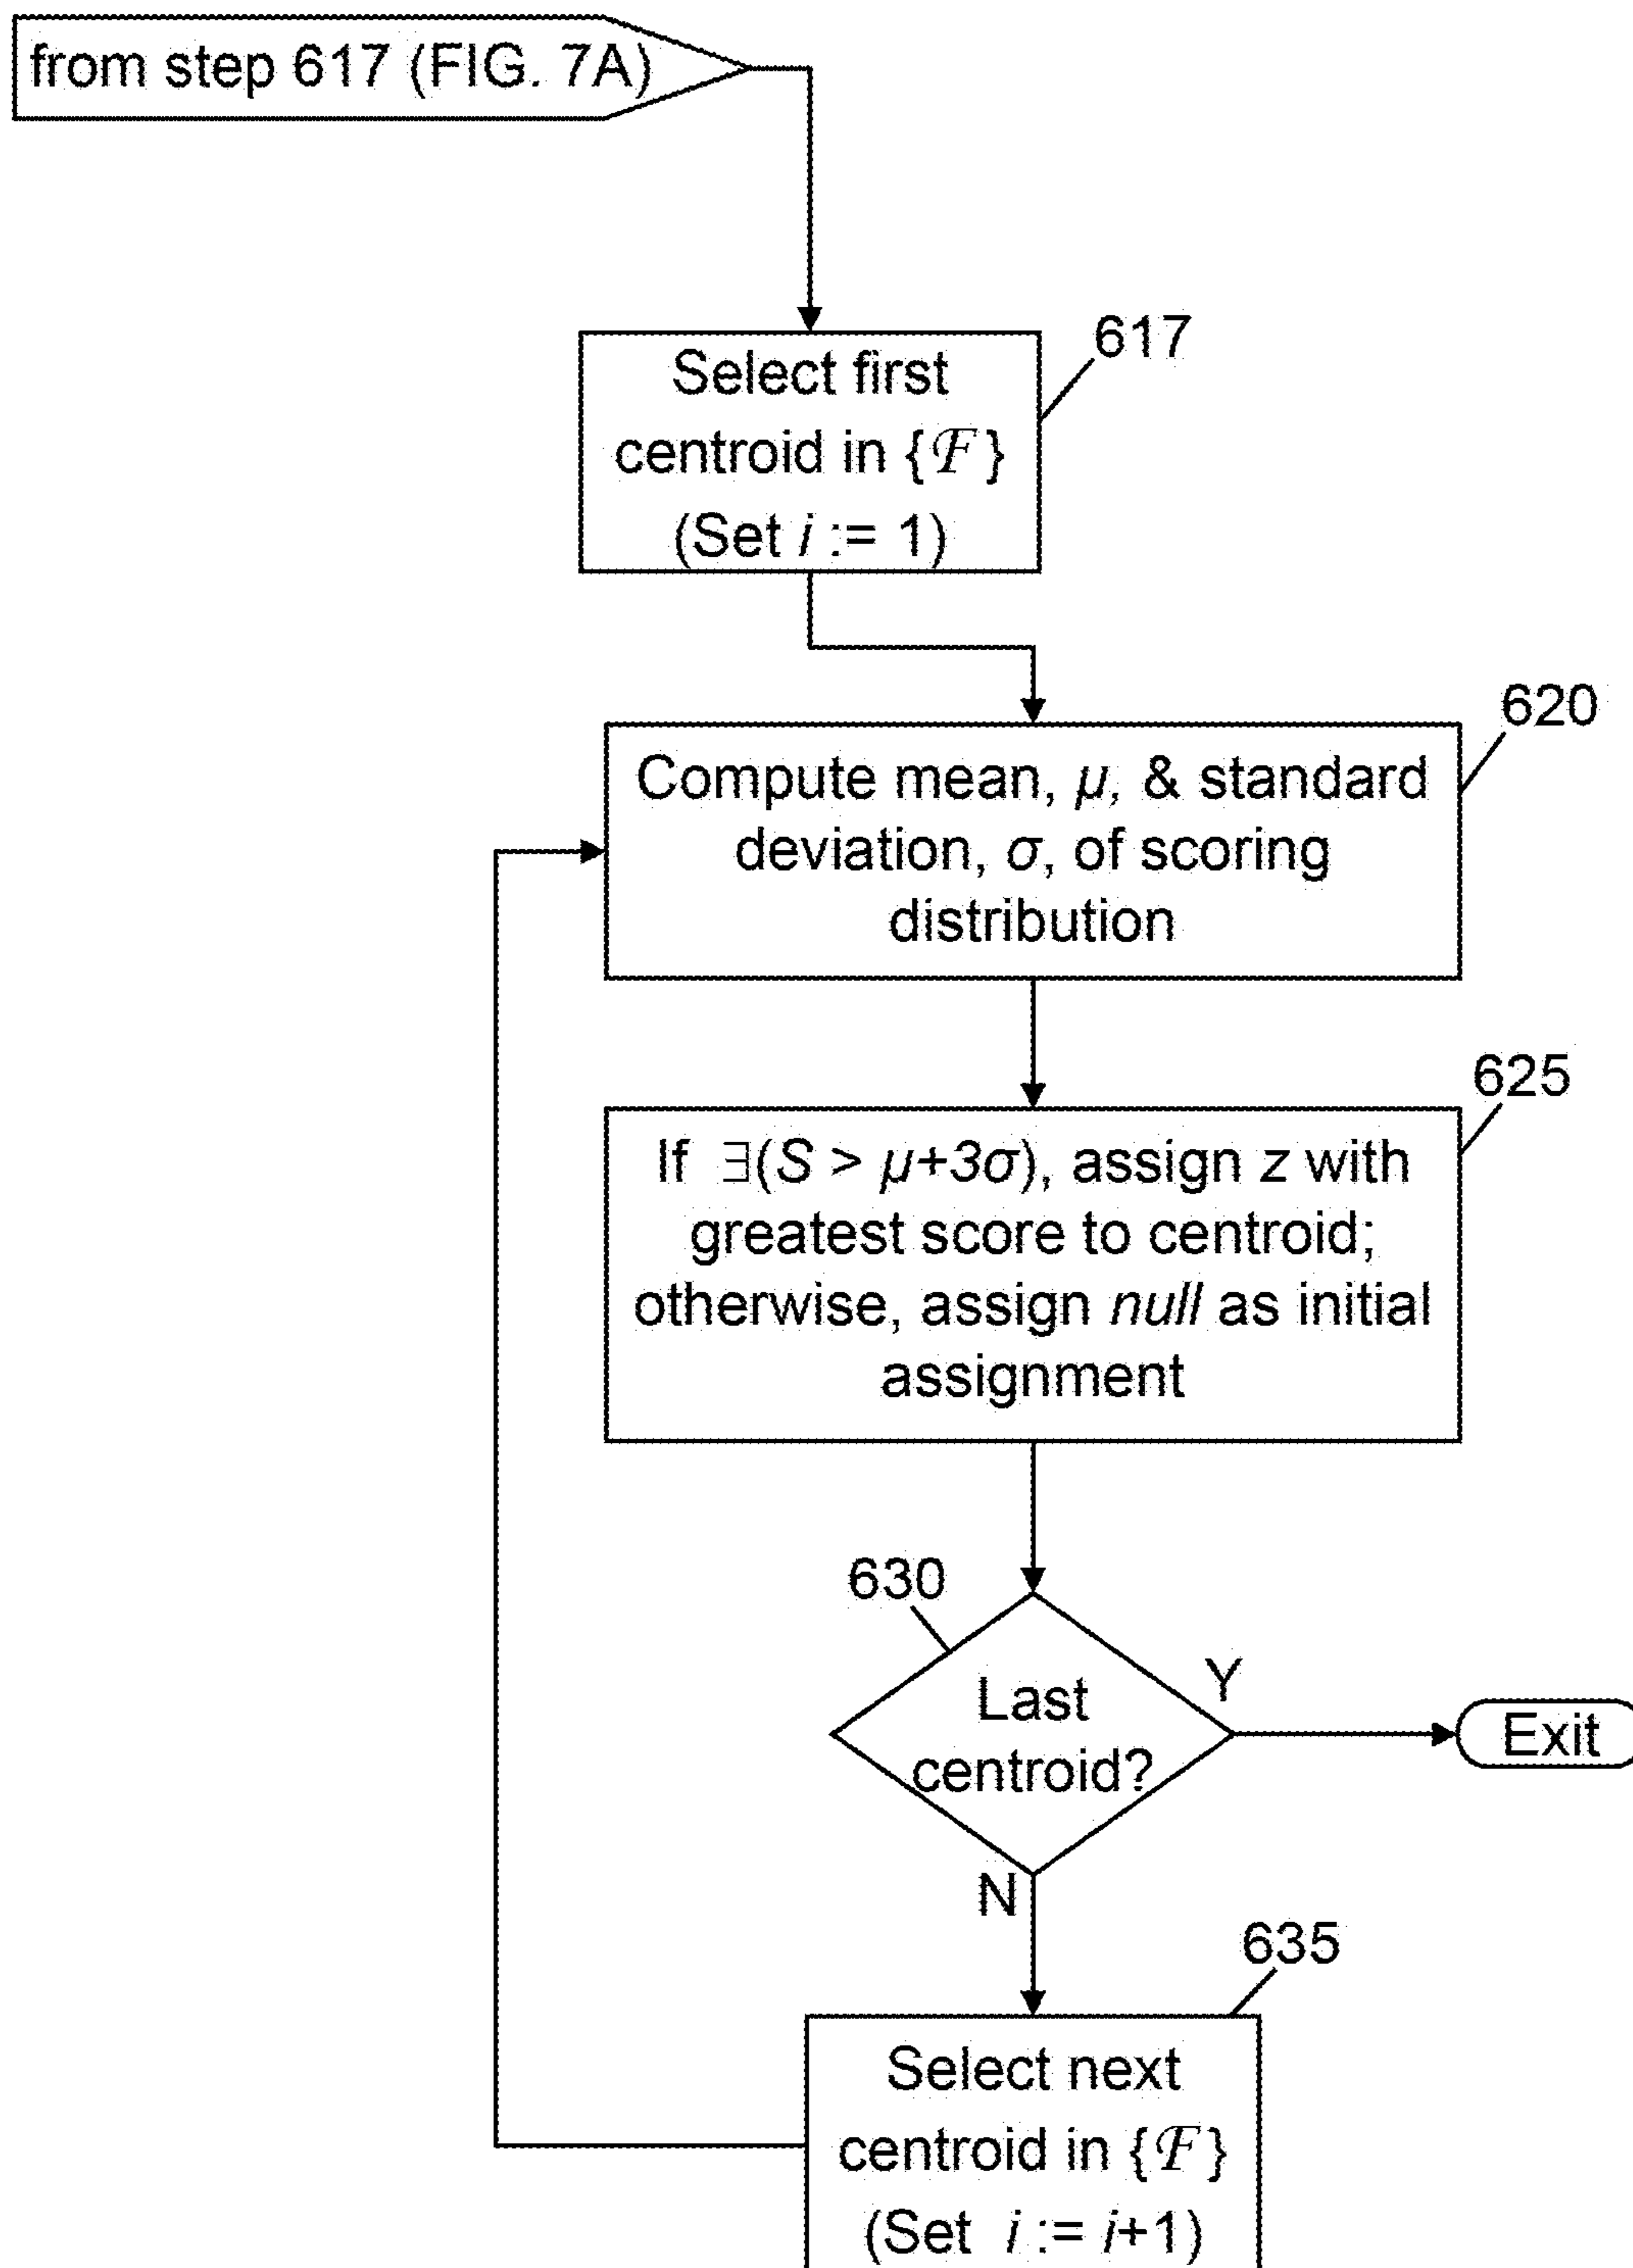 from step 617 (FIG. 7A)
617
Select first
centroid in {ℱ}
(Set i := 1)
620
Compute mean, μ, & standard
deviation, σ, of scoring
distribution
625
If ∃(S > μ+3σ), assign z with
greatest score to centroid;
otherwise, assign null as initial
assignment
630
Last
centroid?
Y
Exit
N
635
Select next
centroid in {ℱ}
(Set i := i+1)